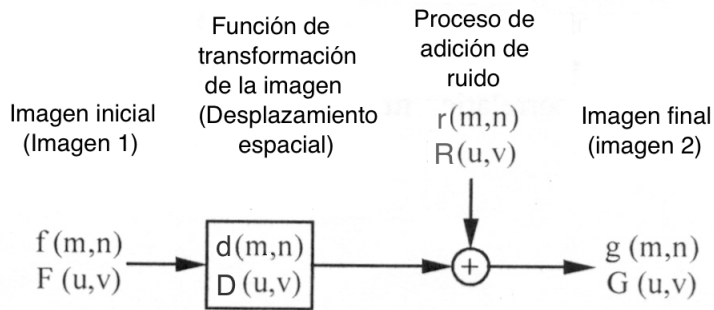 Función de
transformación
de la imagen
(Desplazamiento
espacial)
Proceso de
adición de
ruido
Imagen inicial
(Imagen 1)
r(m,n)
R(u,v)
Imagen final
(imagen 2)
f (m,n)
F (u,v)
d(m,n)
D(u,v)
+
g (m,n)
G (u,v)